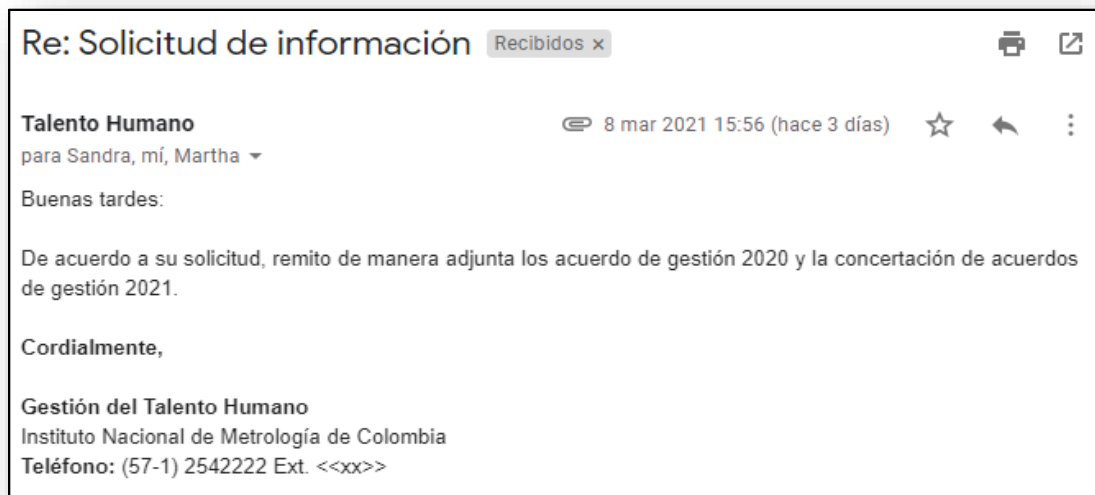 Re: Solicitud de información Recibidos x
Talento Humano 8 mar 2021 15:56 (hace 3 días)
para Sandra, mí, Martha
Buenas tardes:
De acuerdo a su solicitud, remito de manera adjunta los acuerdo de gestión 2020 y la concertación de acuerdos
de gestión 2021.
Cordialmente,
Gestión del Talento Humano
Instituto Nacional de Metrología de Colombia
Teléfono: (57-1) 2542222 Ext. <<xx>>